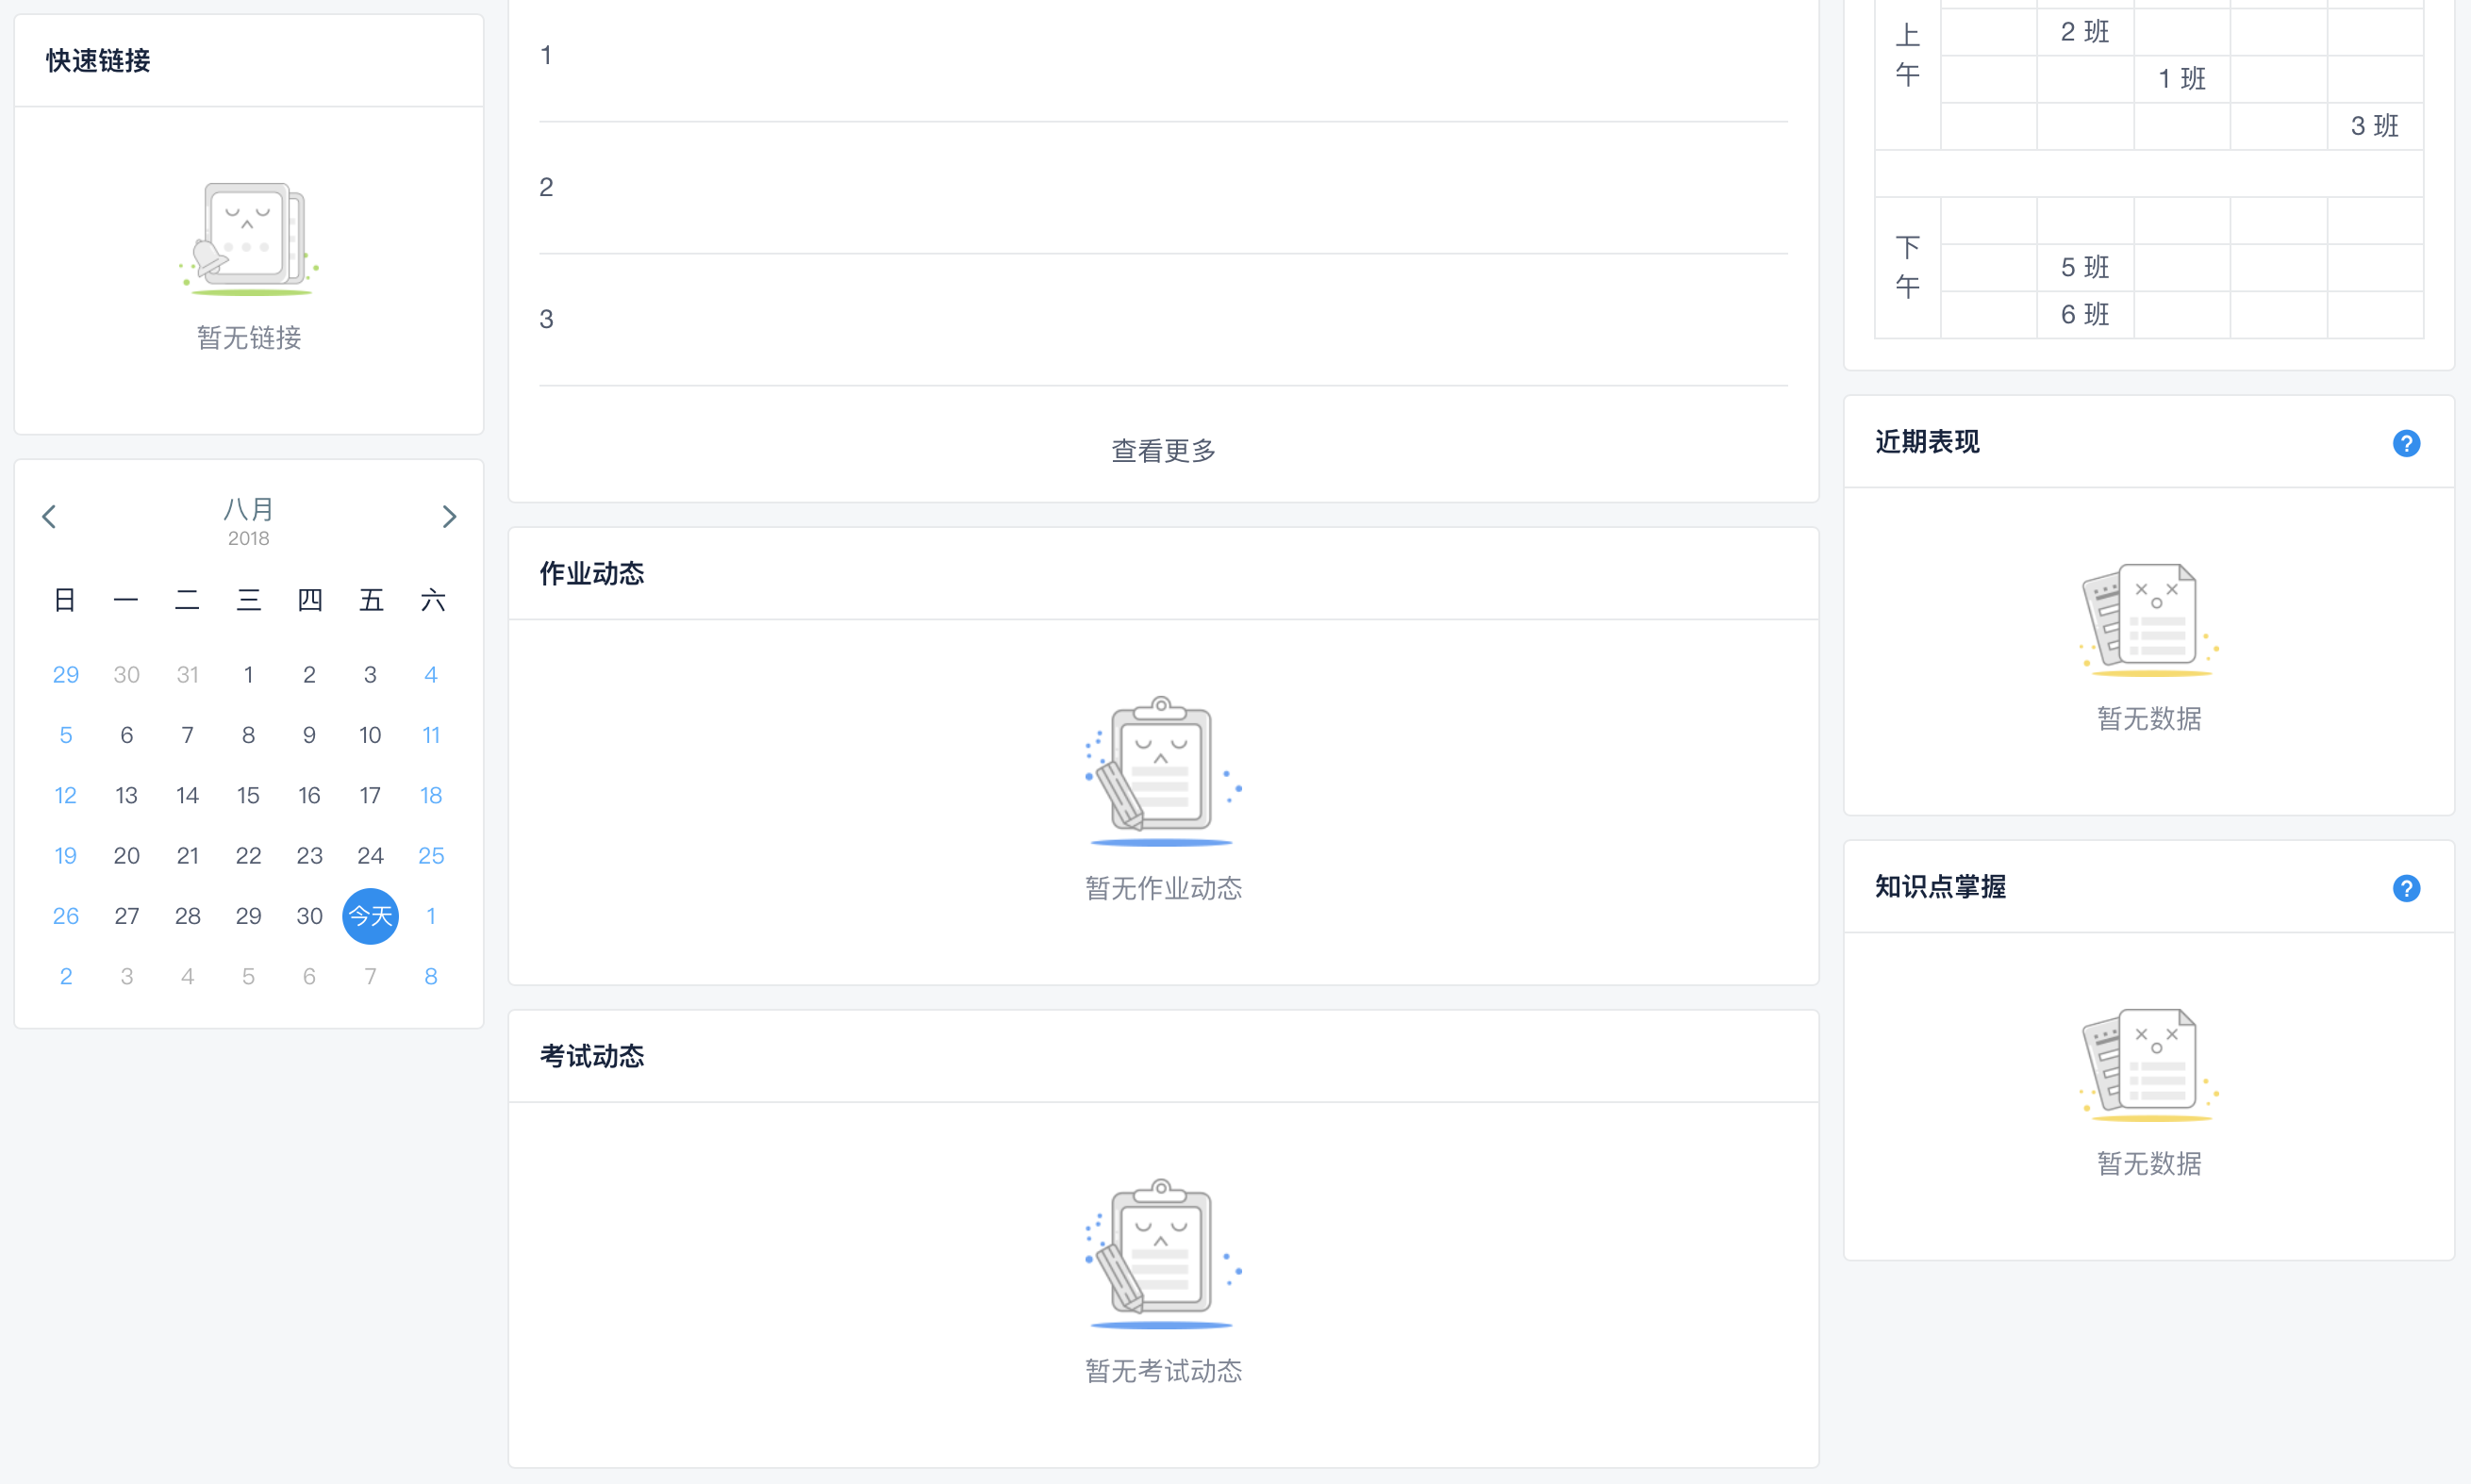 快速链接
暂无链接
八月
2018
日 一 二 三 四 五 六
29 30 31 1 2 3 4
5 6 7 8 9 10 11
12 13 14 15 16 17 18
19 20 21 22 23 24 25
26 27 28 29 30 今天 1
2 3 4 5 6 7 8
1
2
3
查看更多
作业动态
暂无作业动态
考试动态
暂无考试动态
上午
2 班
1 班
3 班
下午
5 班
6 班
近期表现
?
暂无数据
知识点掌握
?
暂无数据